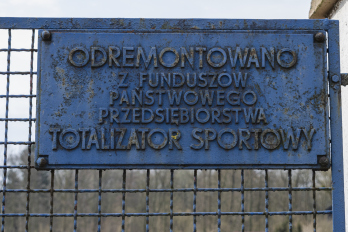 ODREMONTOWANO
Z FUNDUSZÓW
PAŃSTWOWEGO
PRZEDSIĘBIORSTWA
TOTALIZATOR SPORTOWY